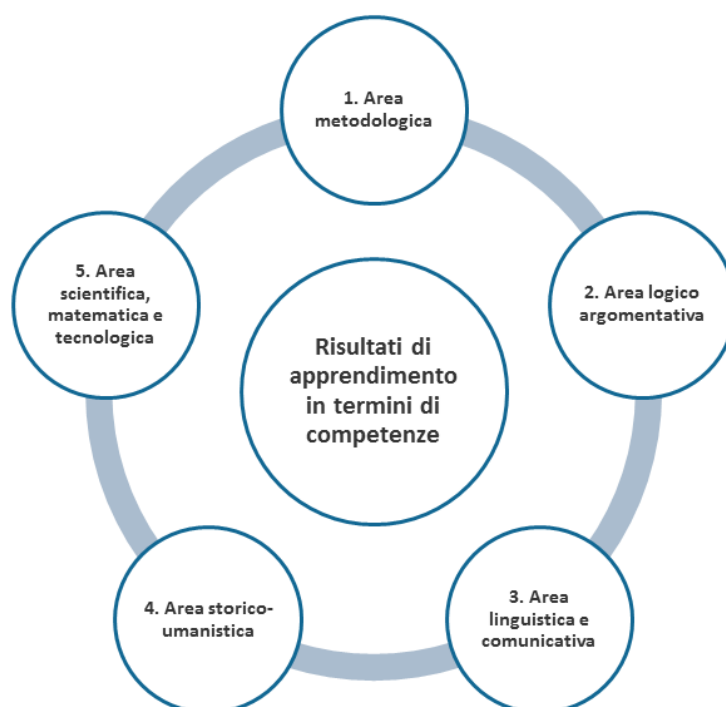 1. Area
metodologica
2. Area logico
argomentativa
3. Area
linguistica e
comunicativa
4. Area storico-
umanistica
5. Area
scientifica,
matematica e
tecnologica
Risultati di
apprendimento
in termini di
competenze